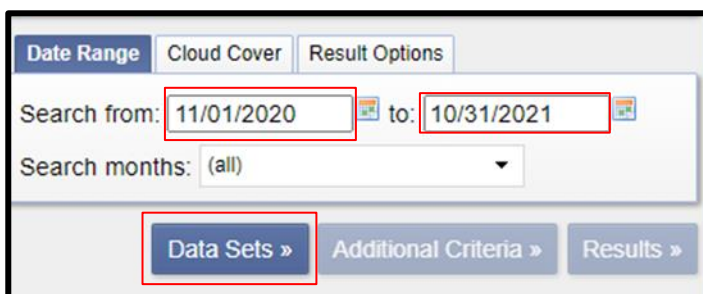 Date Range Cloud Cover Result Options
Search from: 11/01/2020 to: 10/31/2021
Search months: (all)
Data Sets » Additional Criteria » Results »